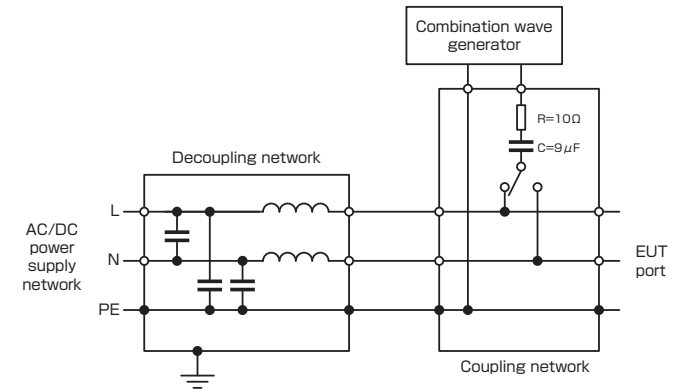 Combination wave
generator
R=10Ω
C=9μF
Decoupling network
L
AC/DC
power
supply
network
N
PE
EUT
port
Coupling network